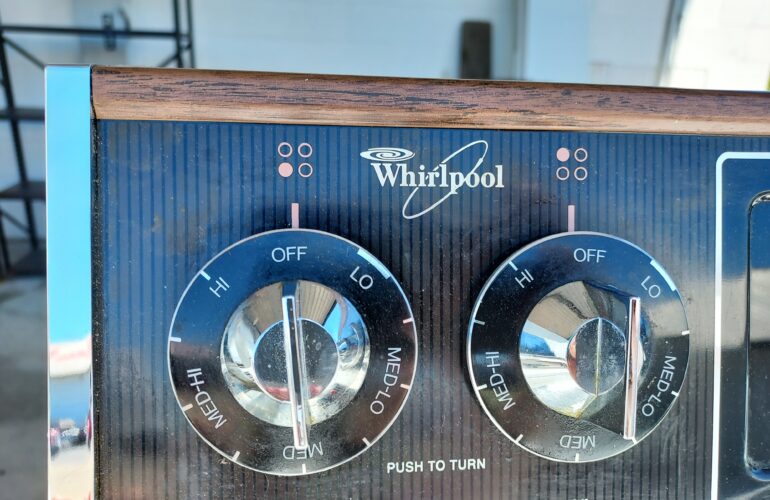 Whirlpool
OFF
LO
MED-LO
MED
MED-HI
HI
OFF
LO
MED-LO
MED
MED-HI
HI
PUSH TO TURN